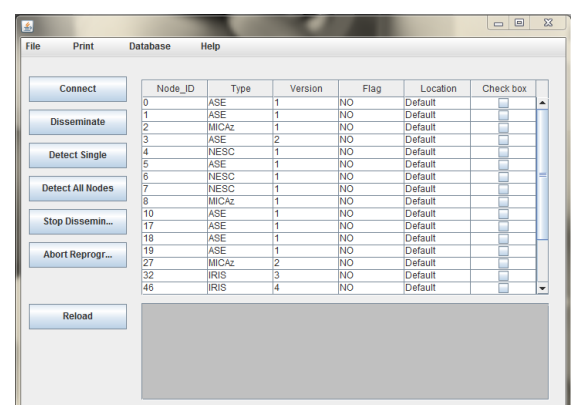 File Print Database Help
Connect
Disseminate
Detect Single
Detect All Nodes
Stop Dissemin...
Abort Reprogr...
Reload
Node_ID Type Version Flag Location Check box
0 ASE 1 NO Default
1 ASE 1 NO Default
2 MICAz 1 NO Default
3 ASE 2 NO Default
4 NESC 1 NO Default
5 ASE 1 NO Default
6 NESC 1 NO Default
7 NESC 1 NO Default
8 MICAz 1 NO Default
10 ASE 1 NO Default
17 ASE 1 NO Default
18 ASE 1 NO Default
19 ASE 1 NO Default
27 MICAz 2 NO Default
32 IRIS 3 NO Default
46 IRIS 4 NO Default